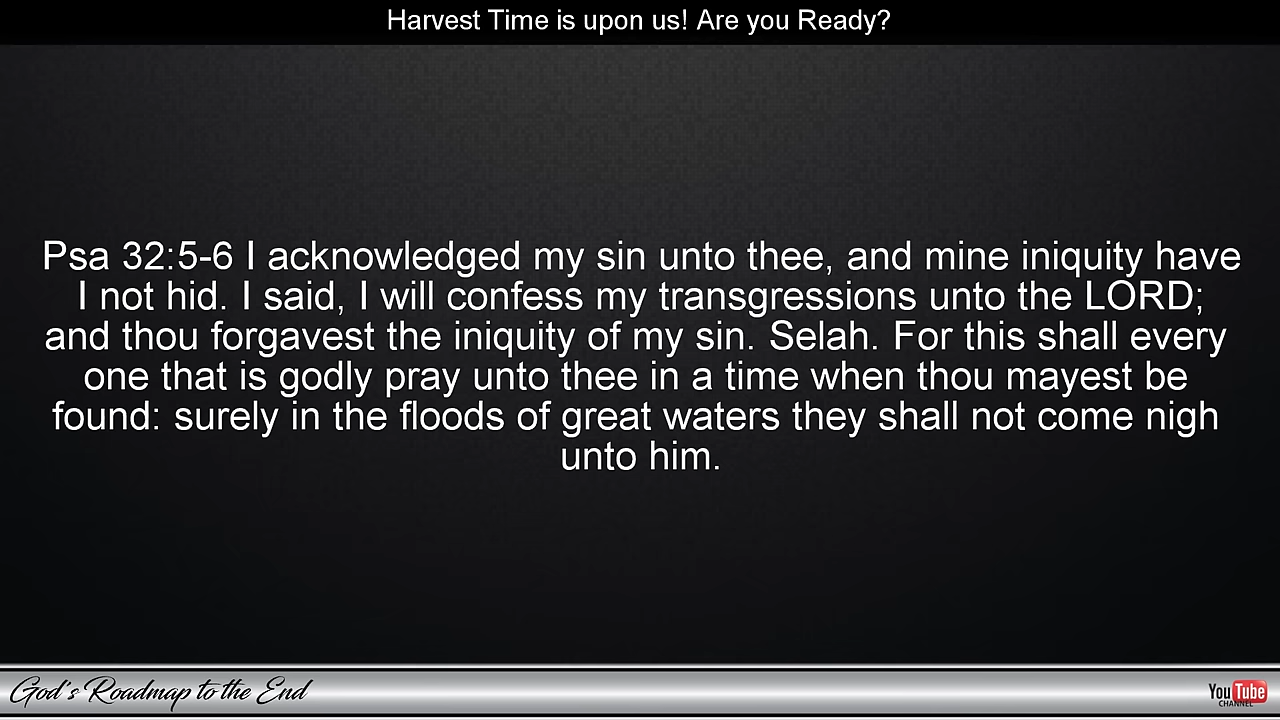 Harvest Time is upon us! Are you Ready?
Psa 32:5-6 I acknowledged my sin unto thee, and mine iniquity have
I not hid. I said, I will confess my transgressions unto the LORD;
and thou forgavest the iniquity of my sin. Selah. For this shall every
one that is godly pray unto thee in a time when thou mayest be
found: surely in the floods of great waters they shall not come nigh
unto him.
God's Roadmap to the End
YouTube
CHANNEL